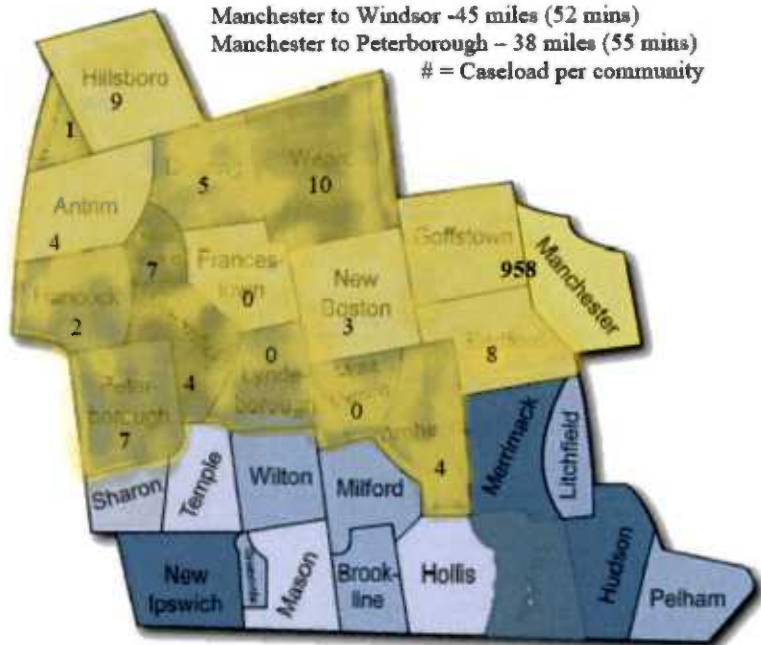 Manchester to Windsor -45 miles (52 mins)
Manchester to Peterborough – 38 miles (55 mins)
# = Caseload per community
Hillsboro
9
1
5
Weare
10
Antrim
4
Goffstown
Manchester
958
7
Frances-
town
0
New
Boston
3
Hancock
2
8
0
Lynde
borough
0
4
Peter-
borough
7
4
Merrimack
Litchfield
Sharon
Temple
Wilton
Milford
New
Ipswich
Mason
Brook-
line
Hollis
Hudson
Pelham